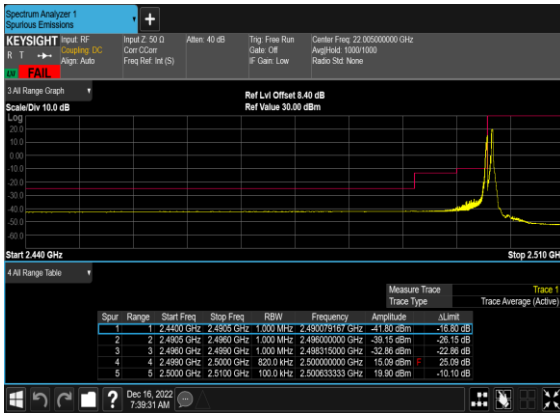 Spectrum Analyzer 1
Spurious Emissions
KEYSIGHT
R T
LNI FAIL
Input: RF
Coupling: DC
Align: Auto
Input Z: 50 Ω
Corr CCorr
Freq Ref: Int (S)
Atten: 40 dB
Trig: Free Run
Gate: Off
IF Gain: Low
Center Freq: 22.005000000 GHz
Avg|Hold: 1000/1000
Radio Std: None
3 All Range Graph
Scale/Div 10.0 dB
Ref Lvl Offset 8.40 dB
Ref Value 30.00 dBm
Log
20.0
10.0
0.00
-10.0
-20.0
-30.0
-40.0
-50.0
-60.0
Start 2.440 GHz
Stop 2.510 GH
4 All Range Table
Measure Trace Trace 1
Trace Type Trace Average (Active)
Spur Range Start Freq Stop Freq RBW Frequency Amplitude ΔLimit
1 1 2.4400 GHz 2.4905 GHz 1.000 MHz 2.490079167 GHz -41.80 dBm -16.80 dB
2 2 2.4905 GHz 2.4960 GHz 1.000 MHz 2.496000000 GHz -39.15 dBm -26.15 dB
3 3 2.4960 GHz 2.4990 GHz 1.000 MHz 2.498315000 GHz -32.86 dBm -22.86 dB
4 4 2.4990 GHz 2.5000 GHz 820.0 kHz 2.500000000 GHz 15.09 dBm F 25.09 dB
5 5 2.5000 GHz 2.5100 GHz 100.0 kHz 2.500633333 GHz 19.90 dBm -10.10 dB
Dec 16, 2022
7:39:31 AM